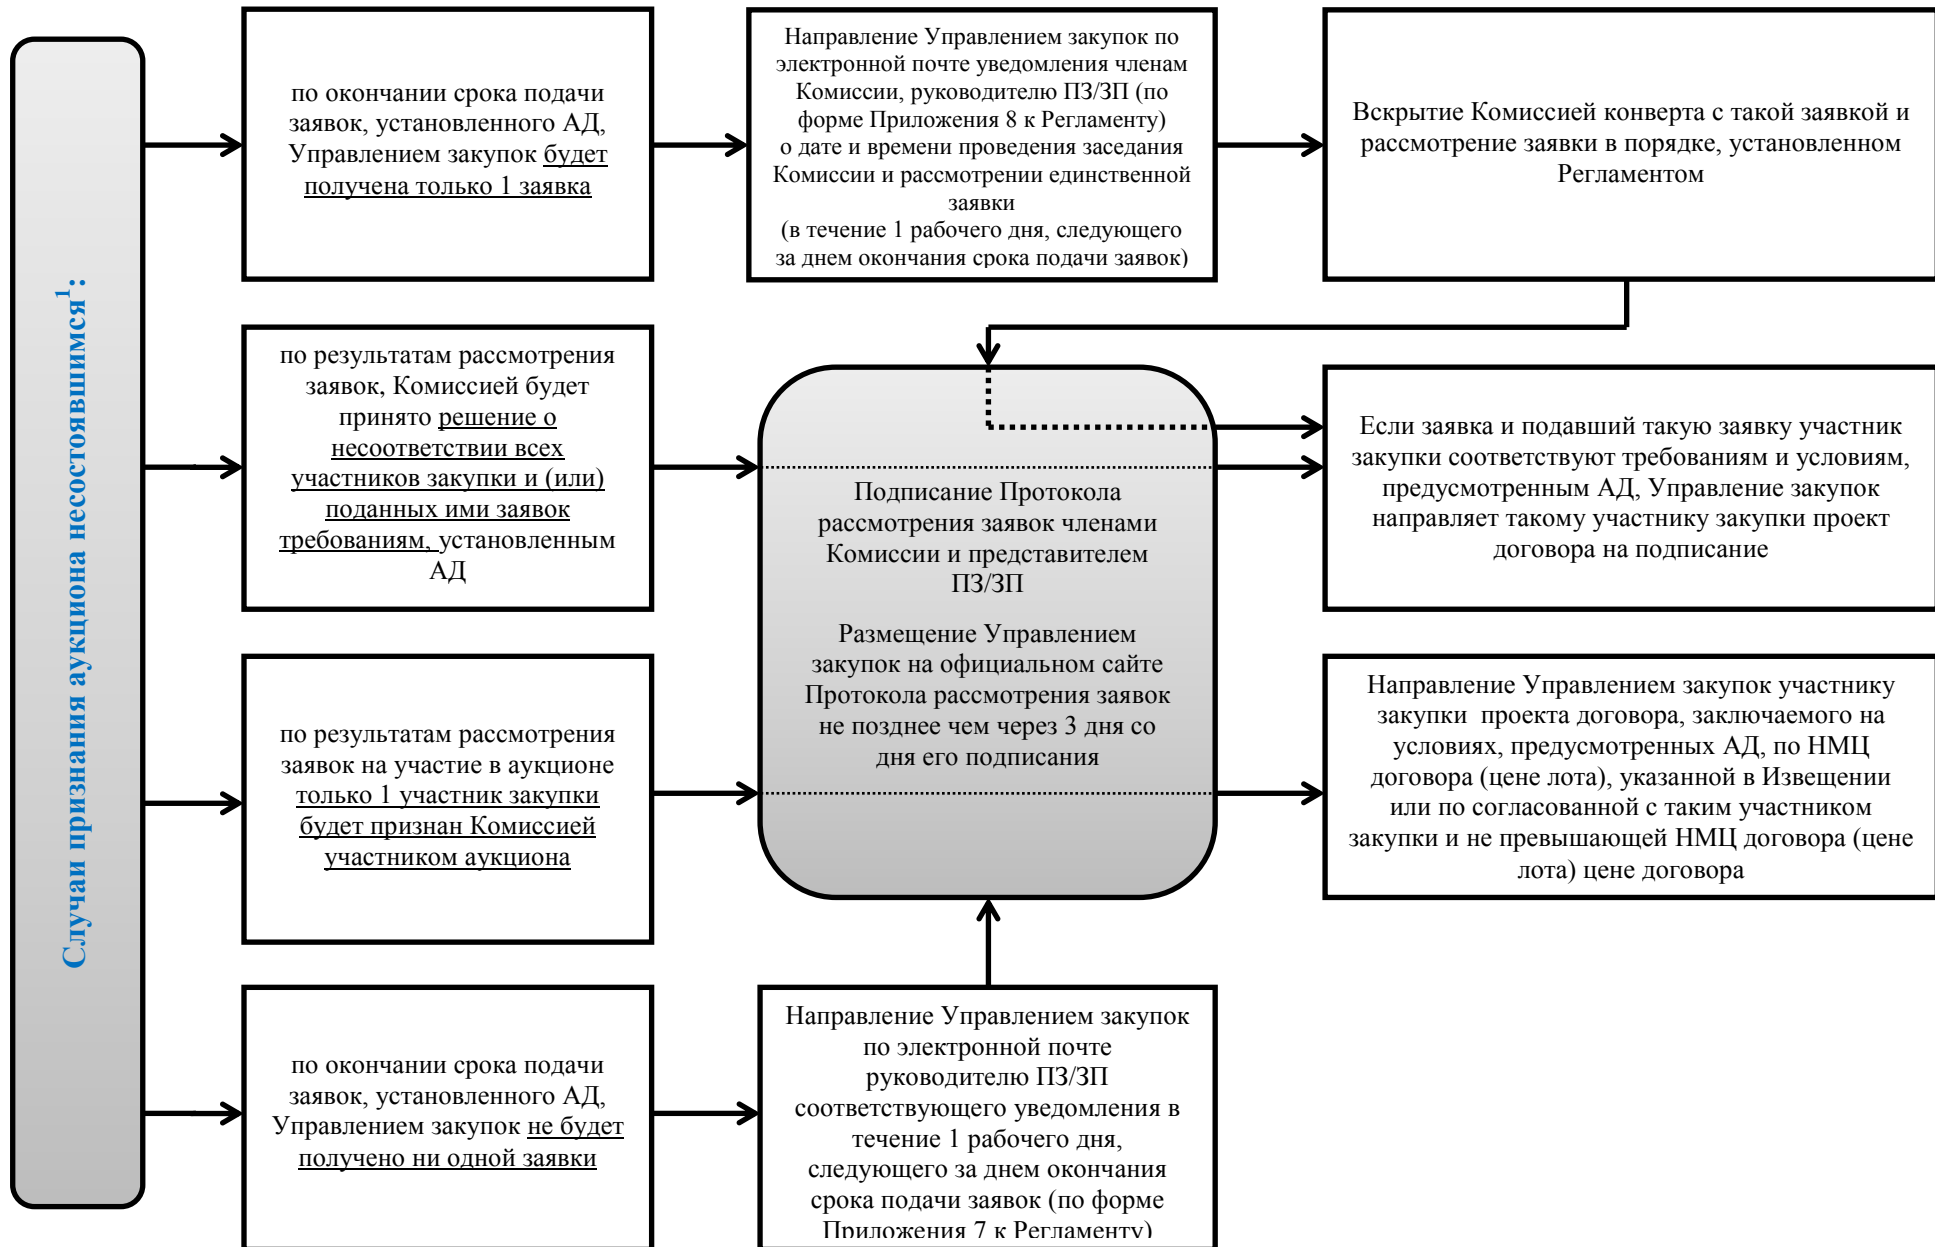 Случаи признания аукциона несостоявшимся¹:
по окончании срока подачи
заявок, установленного АД,
Управлением закупок будет
получена только 1 заявка
Направление Управлением закупок по
электронной почте уведомления членам
Комиссии, руководителю ПЗ/ЗП (по
форме Приложения 8 к Регламенту)
о дате и времени проведения заседания
Комиссии и рассмотрении единственной
заявки
(в течение 1 рабочего дня, следующего
за днем окончания срока подачи заявок)
Вскрытие Комиссией конверта с такой заявкой и
рассмотрение заявки в порядке, установленном
Регламентом
по результатам рассмотрения
заявок, Комиссией будет
принято решение о
несоответствии всех
участников закупки и (или)
поданных ими заявок
требованиям, установленным
АД
Подписание Протокола
рассмотрения заявок членами
Комиссии и представителем
ПЗ/ЗП
Размещение Управлением
закупок на официальном сайте
Протокола рассмотрения заявок
не позднее чем через 3 дня со
дня его подписания
Если заявка и подавший такую заявку участник
закупки соответствуют требованиям и условиям,
предусмотренным АД, Управление закупок
направляет такому участнику закупки проект
договора на подписание
по результатам рассмотрения
заявок на участие в аукционе
только 1 участник закупки
будет признан Комиссией
участником аукциона
Направление Управлением закупок участнику
закупки  проекта договора, заключаемого на
условиях, предусмотренных АД, по НМЦ
договора (цене лота), указанной в Извещении
или по согласованной с таким участником
закупки и не превышающей НМЦ договора (цене
лота) цене договора
по окончании срока подачи
заявок, установленного АД,
Управлением закупок не будет
получено ни одной заявки
Направление Управлением закупок
по электронной почте
руководителю ПЗ/ЗП
соответствующего уведомления в
течение 1 рабочего дня,
следующего за днем окончания
срока подачи заявок (по форме
Приложения 7 к Регламенту)